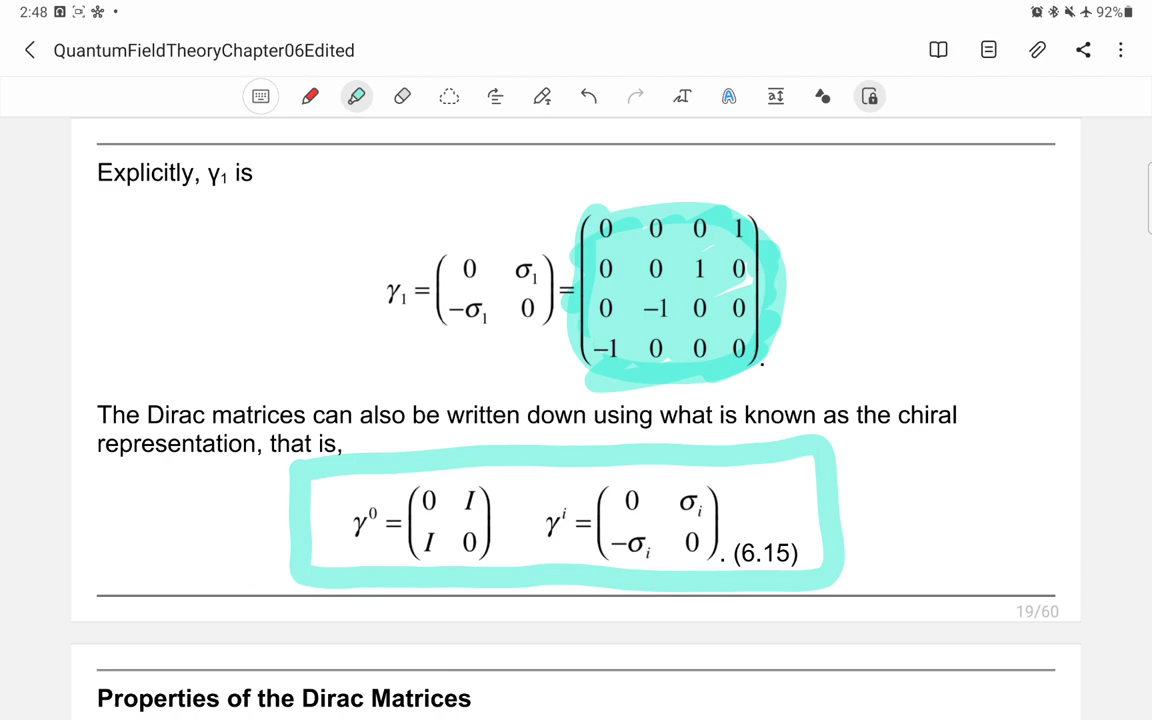 2:48 92%
QuantumFieldTheoryChapter06Edited
Explicitly, γ₁ is
γ₁ = ( 0 σ₁ ; −σ₁ 0 ) = ( 0 0 0 1 ; 0 0 1 0 ; 0 −1 0 0 ; −1 0 0 0 ).
The Dirac matrices can also be written down using what is known as the chiral
representation, that is,
γ⁰ = ( 0 I ; I 0 ) γⁱ = ( 0 σᵢ ; −σᵢ 0 ). (6.15)
19/60
Properties of the Dirac Matrices